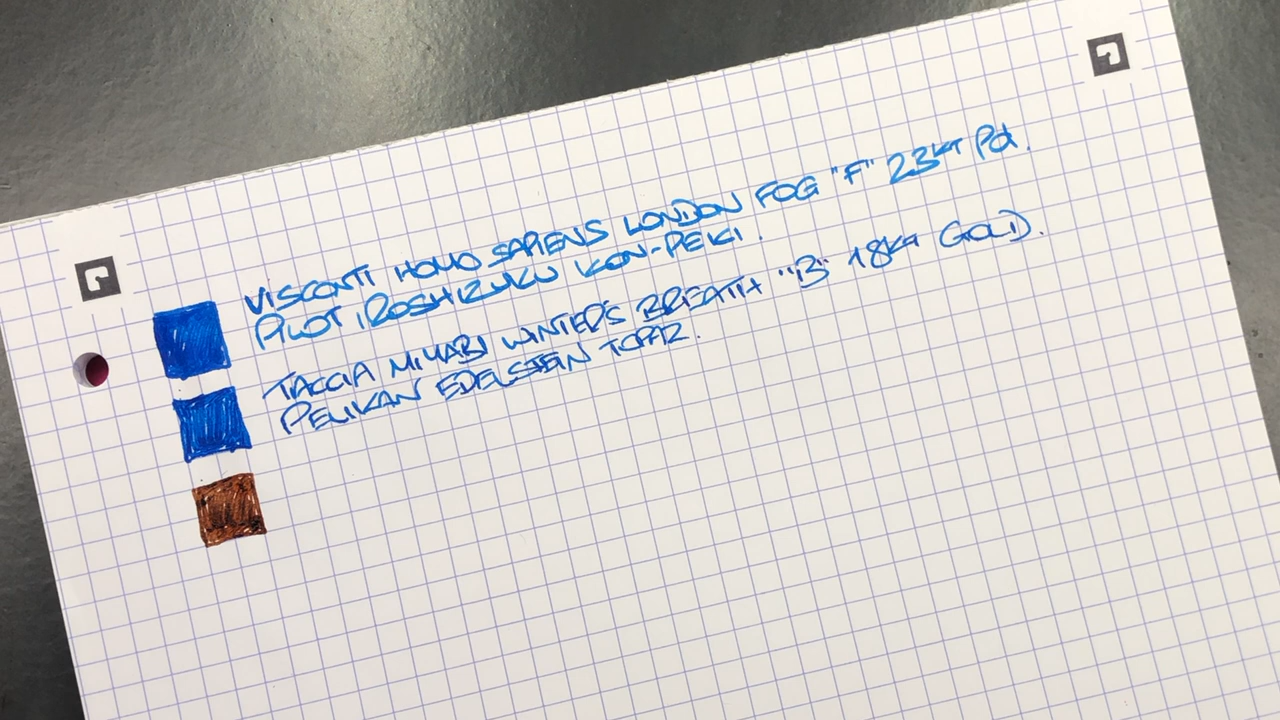 VISCONTI HOMO SAPIENS LONDON FOG "F" 23KT Pd.
PILOT IROSHIZUKU KON-PEKI.
TACCIA MIYABI WINTER'S BREATH "B" 18KT GOLD.
PELIKAN EDELSTEIN TOPAZ.